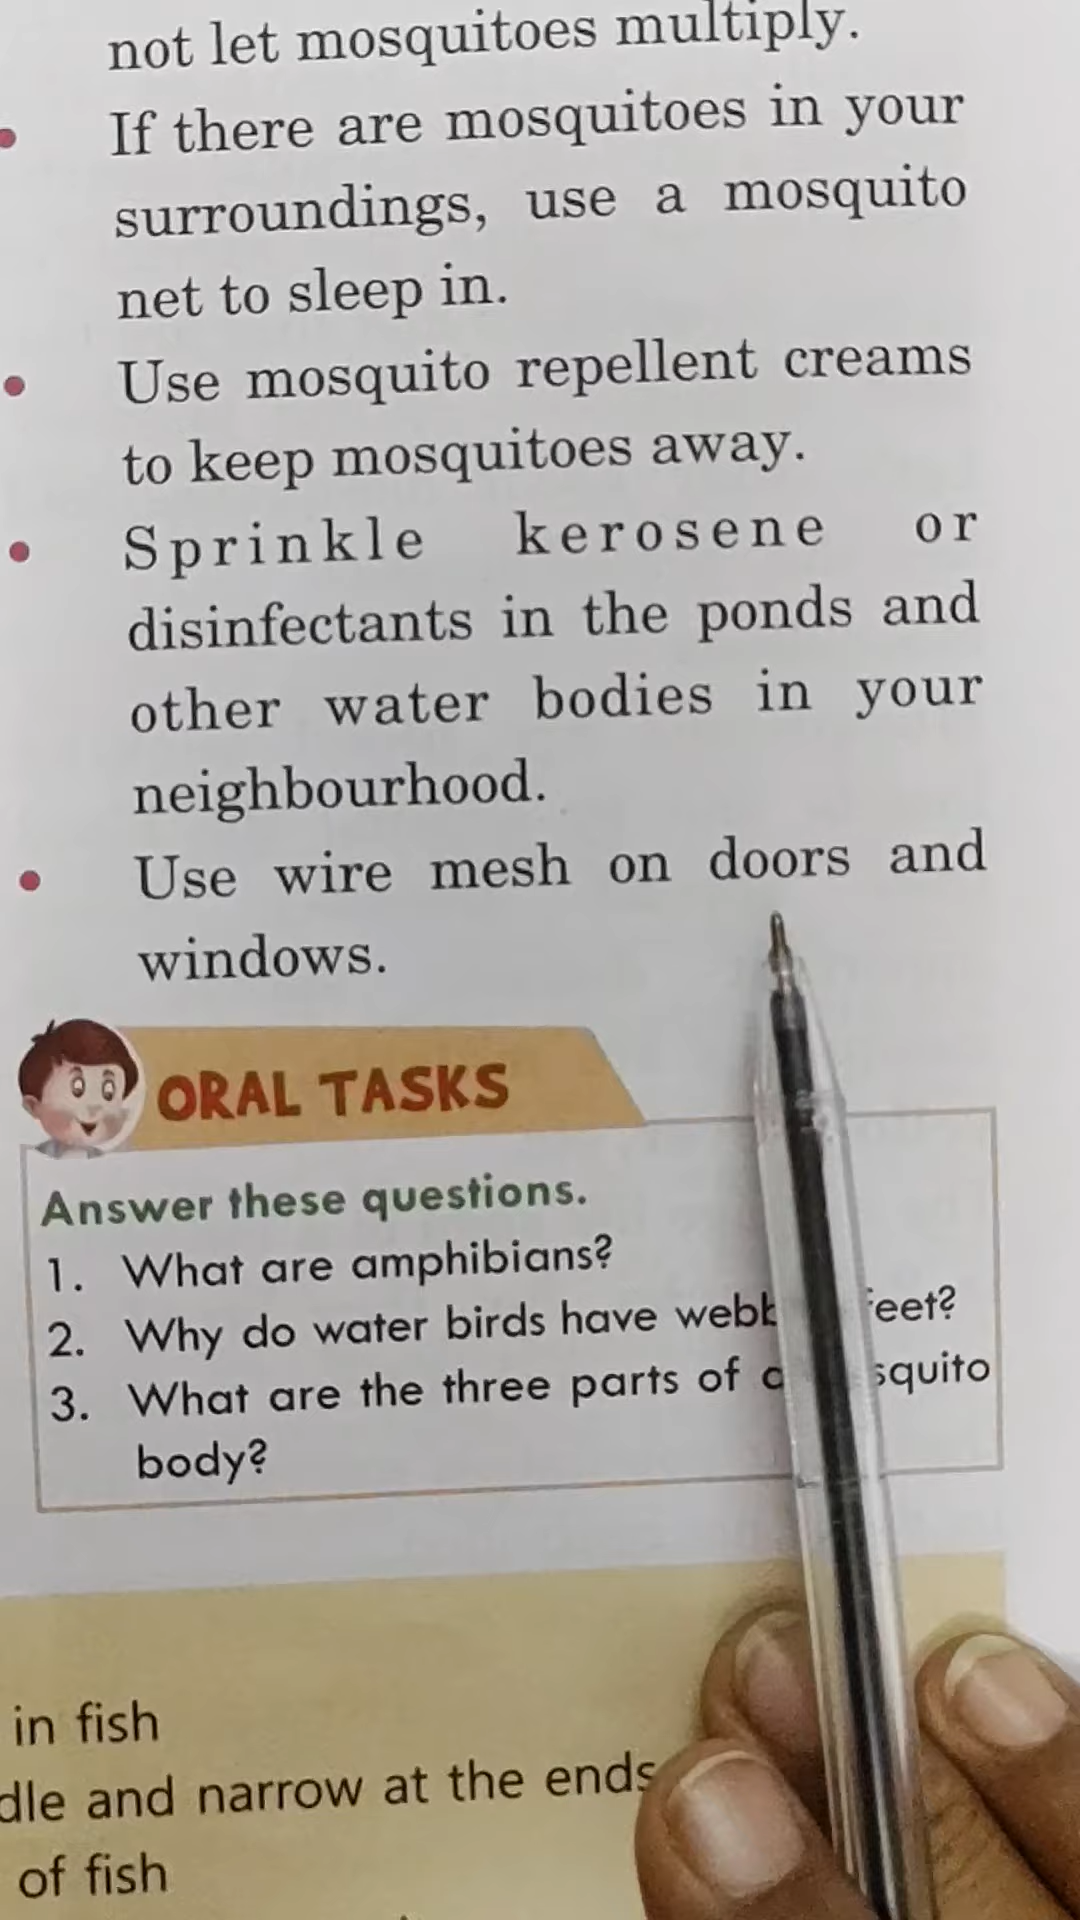 not let mosquitoes multiply.
• If there are mosquitoes in your
surroundings, use a mosquito
net to sleep in.
• Use mosquito repellent creams
to keep mosquitoes away.
• Sprinkle kerosene or
disinfectants in the ponds and
other water bodies in your
neighbourhood.
• Use wire mesh on doors and
windows.
ORAL TASKS
Answer these questions.
1. What are amphibians?
2. Why do water birds have feet?
3. What are the three parts of
body?
in fish
and narrow at the ends
of fish